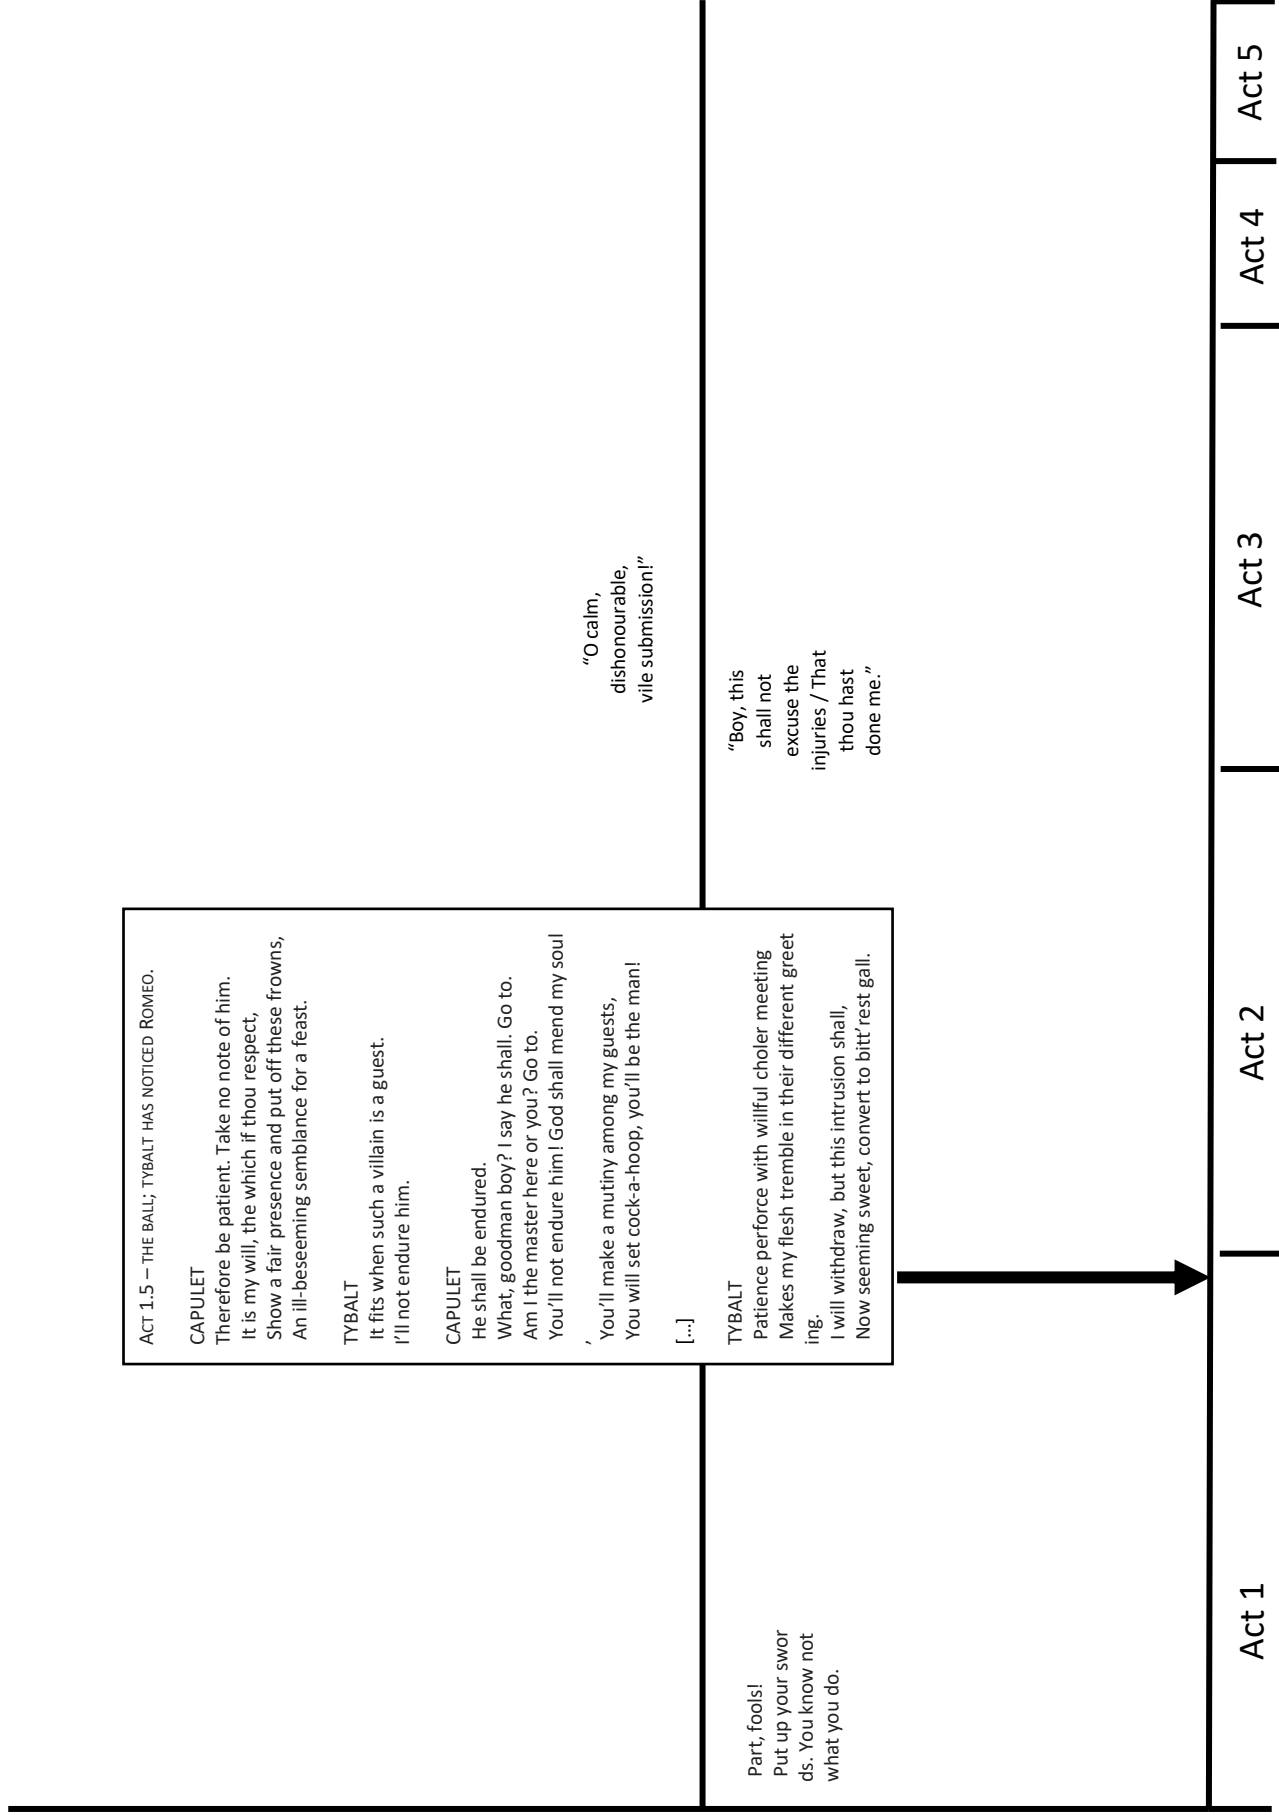 ACT 1.5 – THE BALL; TYBALT HAS NOTICED ROMEO.
CAPULET
Therefore be patient. Take no note of him.
It is my will, the which if thou respect,
Show a fair presence and put off these frowns,
An ill-beseeming semblance for a feast.
TYBALT
It fits when such a villain is a guest.
I'll not endure him.
CAPULET
He shall be endured.
What, goodman boy? I say he shall. Go to.
Am I the master here or you? Go to.
You'll not endure him! God shall mend my soul
,
You'll make a mutiny among my guests,
You will set cock-a-hoop, you'll be the man!
[...]
TYBALT
Patience perforce with willful choler meeting
Makes my flesh tremble in their different greet
ing.
I will withdraw, but this intrusion shall,
Now seeming sweet, convert to bitt'rest gall.
“O calm,
dishonourable,
vile submission!”
Part, fools!
Put up your swor
ds. You know not
what you do.
“Boy, this
shall not
excuse the
injuries / That
thou hast
done me.”
Act 1
Act 2
Act 3
Act 4
Act 5